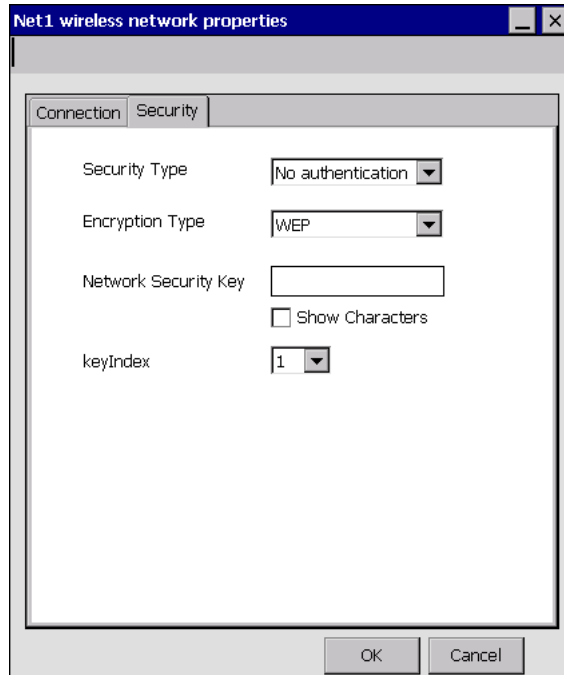 Net1 wireless network properties
Connection Security
Security Type No authentication
Encryption Type WEP
Network Security Key
Show Characters
keyIndex 1
OK Cancel